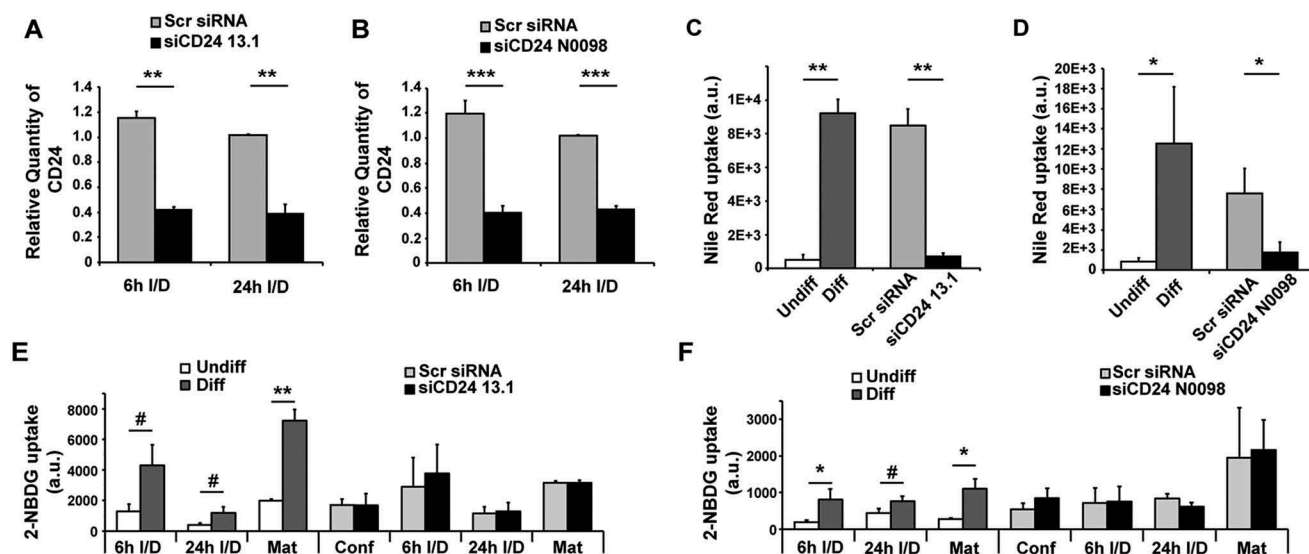 A
Scr siRNA
siCD24 13.1
Relative Quantity of
CD24
1.4
1.2
1.0
0.8
0.6
0.4
0.2
0
**
**
6h I/D
24h I/D
B
Scr siRNA
siCD24 N0098
Relative Quantity of
CD24
1.4
1.2
1.0
0.8
0.6
0.4
0.2
0
***
***
6h I/D
24h I/D
C
Nile Red uptake (a.u.)
1E+4
8E+3
6E+3
4E+3
2E+3
0
**
**
Undiff
Diff
Scr siRNA
siCD24 13.1
D
Nile Red uptake (a.u.)
20E+3
18E+3
16E+3
14E+3
12E+3
10E+3
8E+3
6E+3
4E+3
2E+3
0
*
*
Undiff
Diff
Scr siRNA
siCD24 N0098
E
Undiff
Diff
Scr siRNA
siCD24 13.1
2-NBDG uptake
(a.u.)
8000
6000
4000
2000
0
#
#
**
6h I/D
24h I/D
Mat
Conf
6h I/D
24h I/D
Mat
F
Undiff
Diff
Scr siRNA
siCD24 N0098
2-NBDG uptake
(a.u.)
3000
2000
1000
0
*
#
*
6h I/D
24h I/D
Mat
Conf
6h I/D
24h I/D
Mat